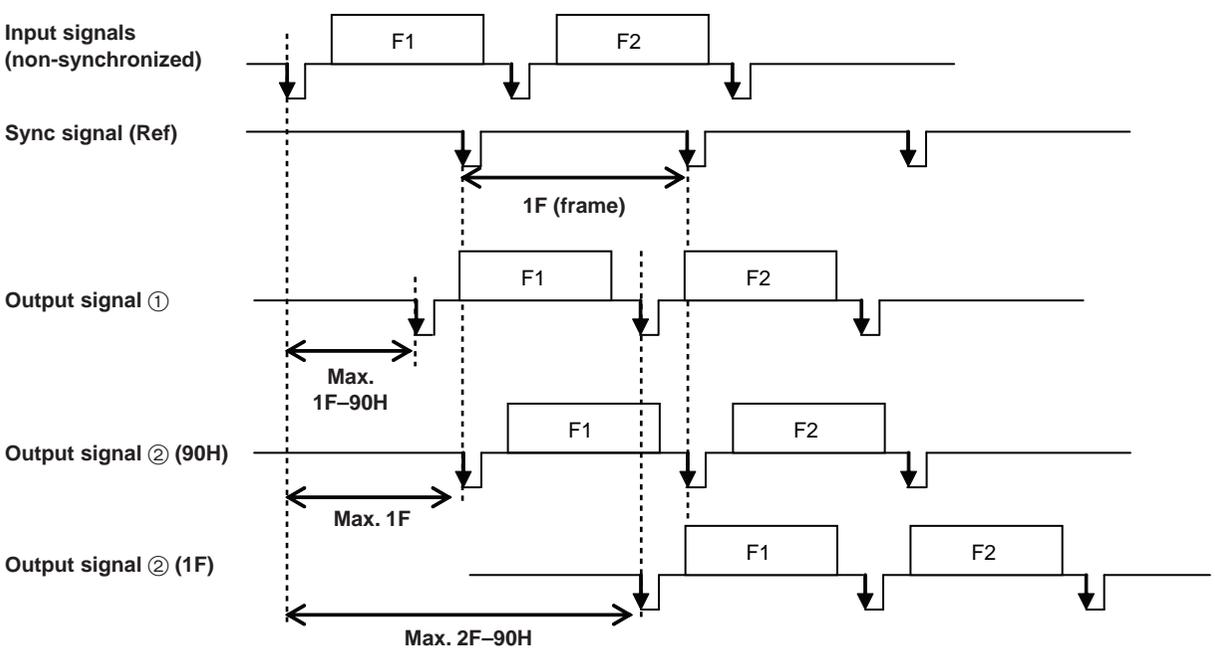 Input signals
(non-synchronized)
F1
F2
Sync signal (Ref)
1F (frame)
Output signal ①
F1
F2
Max.
1F–90H
Output signal ② (90H)
F1
F2
Max. 1F
Output signal ② (1F)
F1
F2
Max. 2F–90H